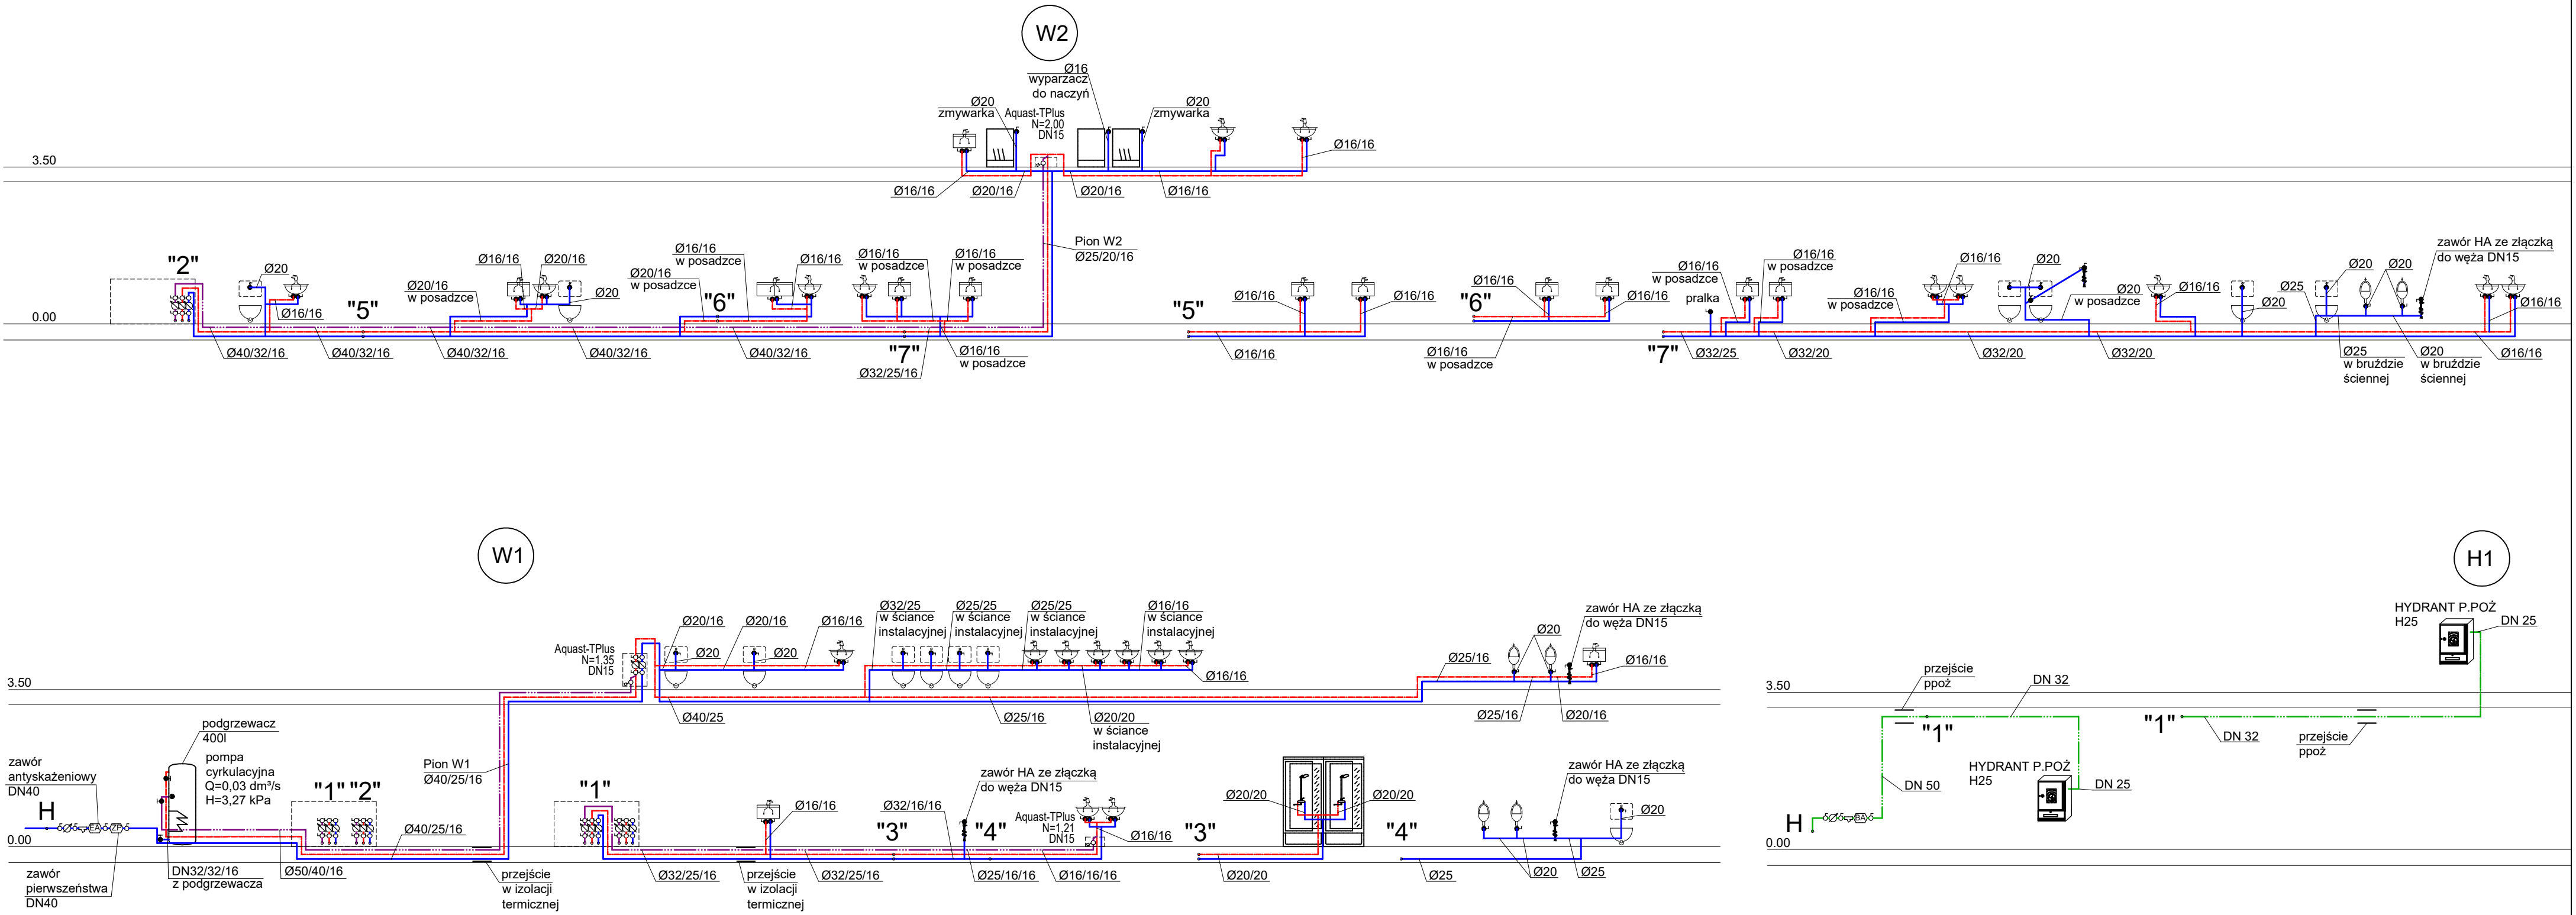 W2
Ø16
wyparzacz
do naczyń
Ø20
zmywarka
Aquast-TPlus
N=2,00
DN15
Ø20
zmywarka
3.50
Ø16/16
Ø16/16
Ø20/16
Ø20/16
Ø16/16
Pion W2
Ø25/20/16
"2"
Ø20
Ø16/16
"5"
Ø20/16
w posadzce
Ø16/16
Ø20/16
Ø20
Ø20/16
w posadzce
Ø16/16
w posadzce
"6"
Ø16/16
Ø16/16
w posadzce
Ø16/16
w posadzce
"5"
Ø16/16
Ø16/16
"6"
Ø16/16
Ø16/16
Ø16/16
w posadzce
pralka
Ø16/16
w posadzce
Ø16/16
w posadzce
Ø16/16
Ø20
Ø20
w posadzce
Ø16/16
Ø20
Ø25
Ø20
Ø20
zawór HA ze złączką
do węża DN15
Ø16/16
0.00
Ø40/32/16
Ø40/32/16
Ø40/32/16
Ø40/32/16
Ø40/32/16
"7"
Ø32/25/16
Ø16/16
w posadzce
Ø16/16
Ø16/16
w posadzce
"7"
Ø32/25
Ø32/20
Ø32/20
Ø32/20
Ø25
w bruździe
ściennej
Ø20
w bruździe
ściennej
Ø16/16
W1
Aquast-TPlus
N=1,35
DN15
Ø20/16
Ø20
Ø20/16
Ø20
Ø16/16
Ø32/25
w ściance
instalacyjnej
Ø25/25
w ściance
instalacyjnej
Ø25/25
w ściance
instalacyjnej
Ø16/16
w ściance
instalacyjnej
Ø16/16
Ø25/16
Ø20
zawór HA ze złączką
do węża DN15
Ø16/16
3.50
Ø40/25
Ø25/16
Ø20/20
w ściance
instalacyjnej
Ø25/16
Ø20/16
zawór
antyskażeniowy
DN40
H
EA
ZP
podgrzewacz
400l
pompa
cyrkulacyjna
Q=0,03 dm³/s
H=3,27 kPa
"1"
"2"
Pion W1
Ø40/25/16
Ø40/25/16
"1"
Ø16/16
Ø32/16/16
"3"
zawór HA ze złączką
do węża DN15
"4"
Aquast-TPlus
N=1,21
DN15
Ø16/16
"3"
Ø20/20
Ø20/20
"4"
zawór HA ze złączką
do węża DN15
Ø20
0.00
zawór
pierwszeństwa
DN40
DN32/32/16
z podgrzewacza
Ø50/40/16
przejście
w izolacji
termicznej
Ø32/25/16
przejście
w izolacji
termicznej
Ø32/25/16
Ø25/16/16
Ø16/16/16
Ø20/20
Ø25
Ø20
Ø25
H1
HYDRANT P.POŻ
H25
DN 25
przejście
ppoż
DN 32
3.50
"1"
"1"
DN 32
przejście
ppoż
DN 50
HYDRANT P.POŻ
H25
DN 25
H
BA
0.00